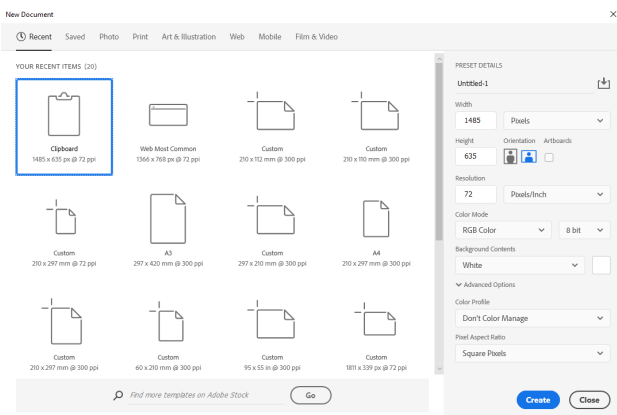 New Document
Recent Saved Photo Print Art & Illustration Web Mobile Film & Video
YOUR RECENT ITEMS (20)
Clipboard
1485 x 635 px @ 72 ppi
Web Most Common
1366 x 768 px @ 72 ppi
Custom
210 x 112 mm @ 300 ppi
Custom
210 x 110 mm @ 300 ppi
Custom
210 x 297 mm @ 72 ppi
A3
297 x 420 mm @ 300 ppi
Custom
297 x 210 mm @ 300 ppi
A4
210 x 297 mm @ 300 ppi
Custom
210 x 297 mm @ 300 ppi
Custom
60 x 210 mm @ 300 ppi
Custom
95 x 55 in @ 300 ppi
Custom
1811 x 339 px @ 72 ppi
Find more templates on Adobe Stock
Go
PRESET DETAILS
Untitled-1
Width
1485 Pixels
Height Orientation Artboards
635
Resolution
72 Pixels/Inch
Color Mode
RGB Color 8 bit
Background Contents
White
Advanced Options
Color Profile
Don't Color Manage
Pixel Aspect Ratio
Square Pixels
Create Close